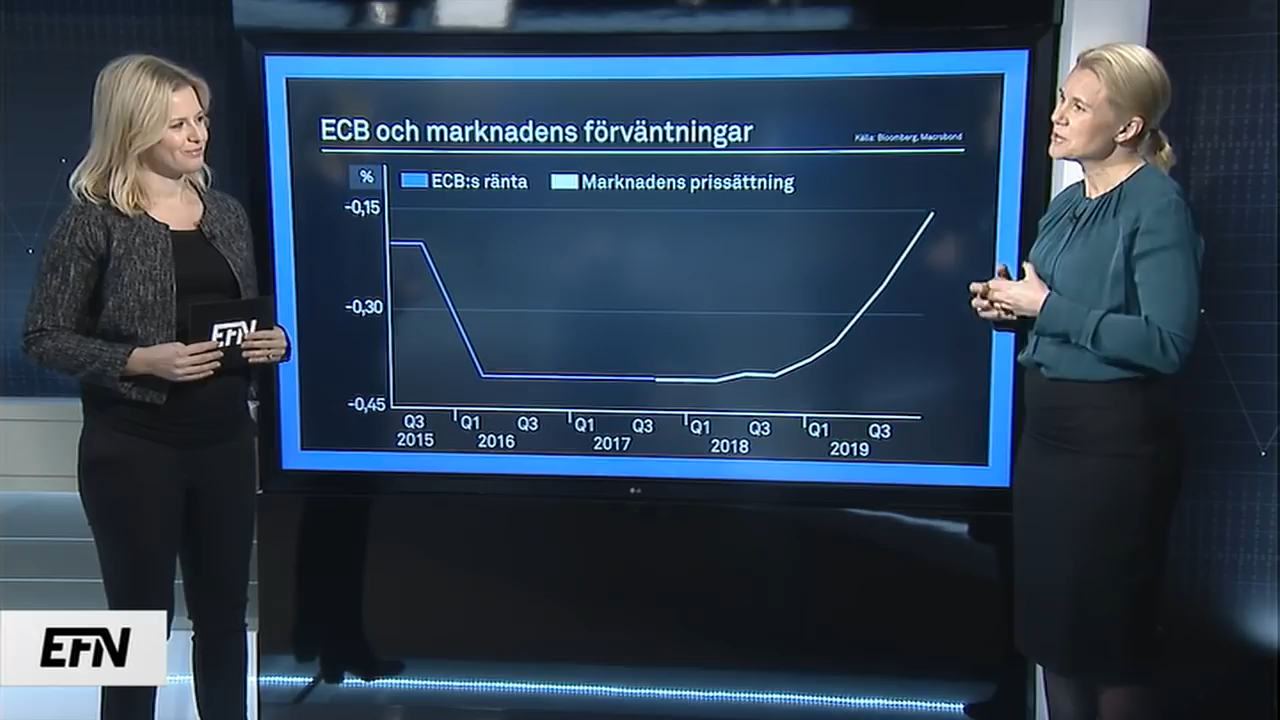 ECB och marknadens förväntningar
Källa: Bloomberg, Macrobond
% ECB:s ränta Marknadens prissättning
-0,15
-0,30
-0,45
Q3 Q1 Q3 Q1 Q3 Q1 Q3 Q1 Q3
2015 2016 2017 2018 2019
EFN
EFN